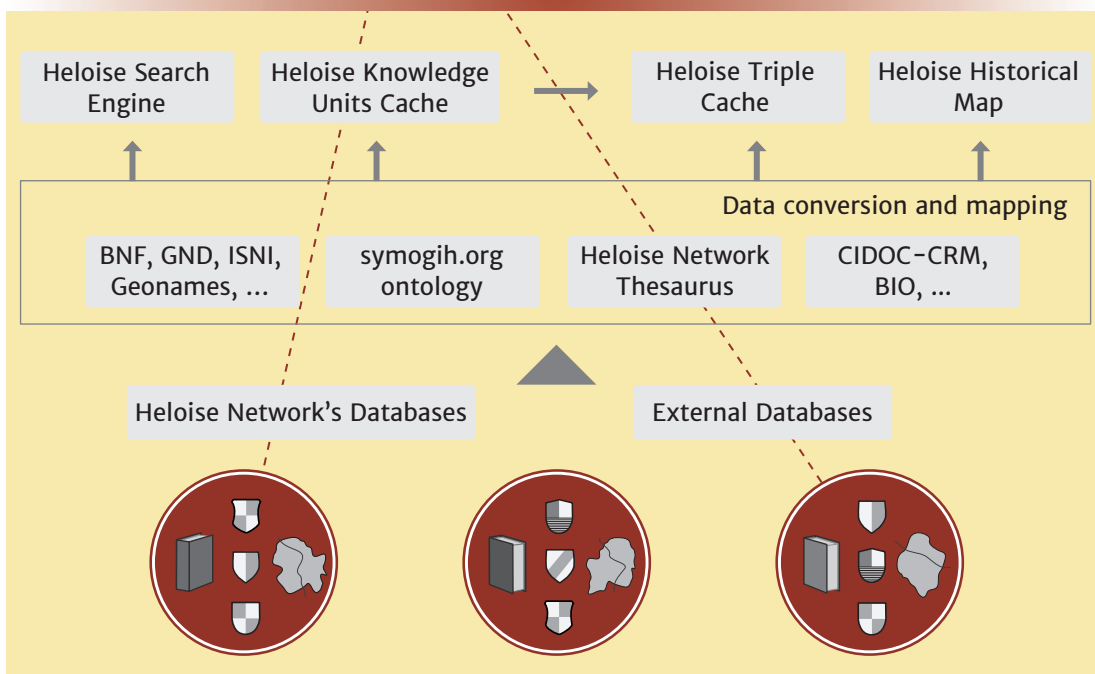 Heloise Search
Engine
Heloise Knowledge
Units Cache
Heloise Triple
Cache
Heloise Historical
Map
Data conversion and mapping
BNF, GND, ISNI,
Geonames, ...
symogih.org
ontology
Heloise Network
Thesaurus
CIDOC-CRM,
BIO, ...
Heloise Network’s Databases
External Databases